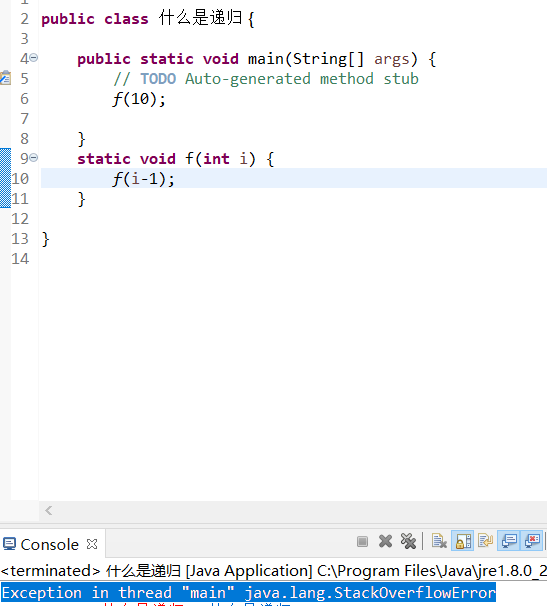 2 public class 什么是递归 {
3
4 public static void main(String[] args) {
5 // TODO Auto-generated method stub
6 f(10);
7
8 }
9 static void f(int i) {
10 f(i-1);
11 }
12
13 }
14
Console
<terminated> 什么是递归 [Java Application] C:\Program Files\Java\jre1.8.0_2
Exception in thread "main" java.lang.StackOverflowError